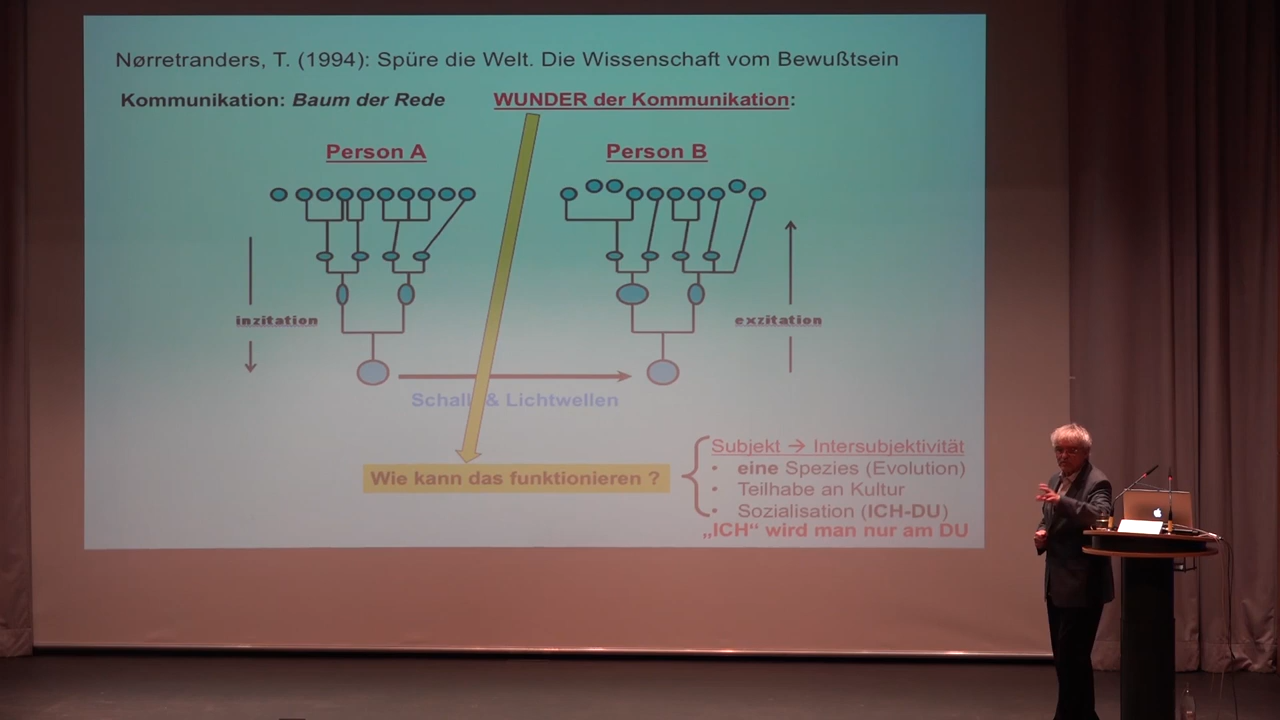 Nørretranders, T. (1994): Spüre die Welt. Die Wissenschaft vom Bewußtsein
Kommunikation: Baum der Rede
WUNDER der Kommunikation:
Person A
Person B
inzitation
exzitation
Schall & Lichtwellen
Wie kann das funktionieren ?
Subjekt → Intersubjektivität
• eine Spezies (Evolution)
• Teilhabe an Kultur
• Sozialisation (ICH-DU)
„ICH“ wird man nur am DU